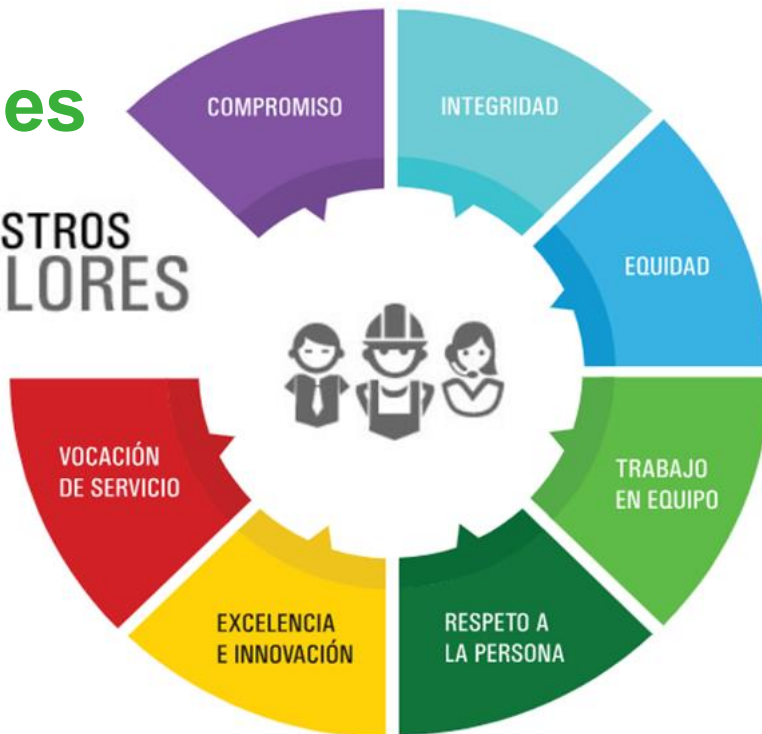 es
STROS
LORES
COMPROMISO
INTEGRIDAD
EQUIDAD
TRABAJO
EN EQUIPO
RESPETO A
LA PERSONA
EXCELENCIA
E INNOVACIÓN
VOCACIÓN
DE SERVICIO